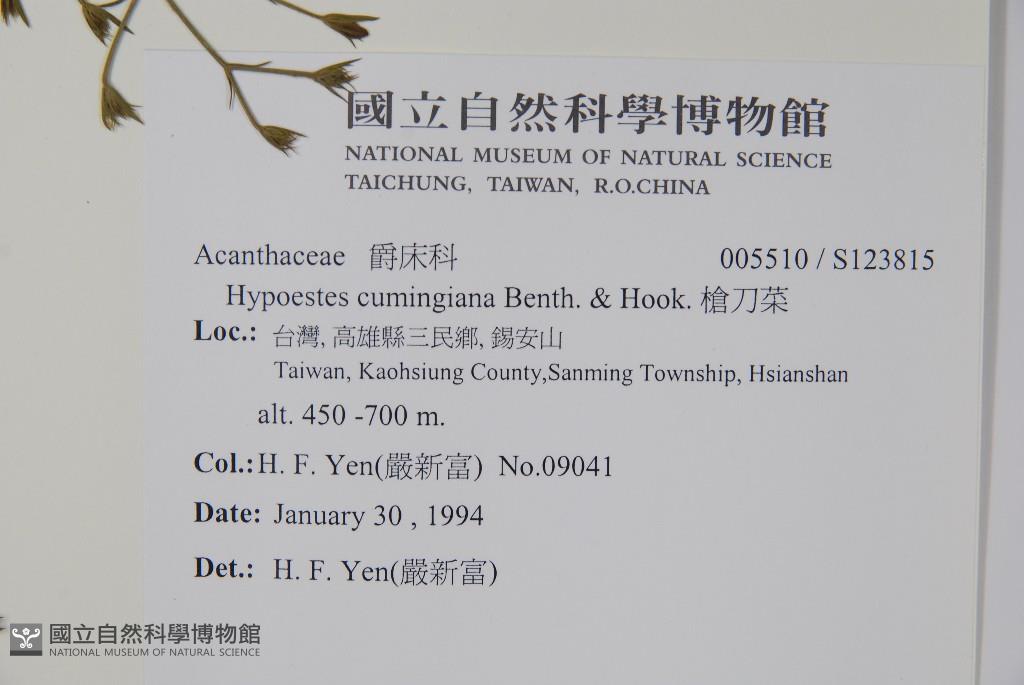 國立自然科學博物館
NATIONAL MUSEUM OF NATURAL SCIENCE
TAICHUNG, TAIWAN, R.O.CHINA
Acanthaceae 爵床科 005510 / S123815
Hypoestes cumingiana Benth. & Hook. 槍刀菜
Loc.: 台灣, 高雄縣三民鄉, 錫安山
Taiwan, Kaohsiung County,Sanming Township, Hsianshan
alt. 450 -700 m.
Col.:H. F. Yen(嚴新富) No.09041
Date: January 30 , 1994
Det.: H. F. Yen(嚴新富)
國立自然科學博物館
NATIONAL MUSEUM OF NATURAL SCIENCE